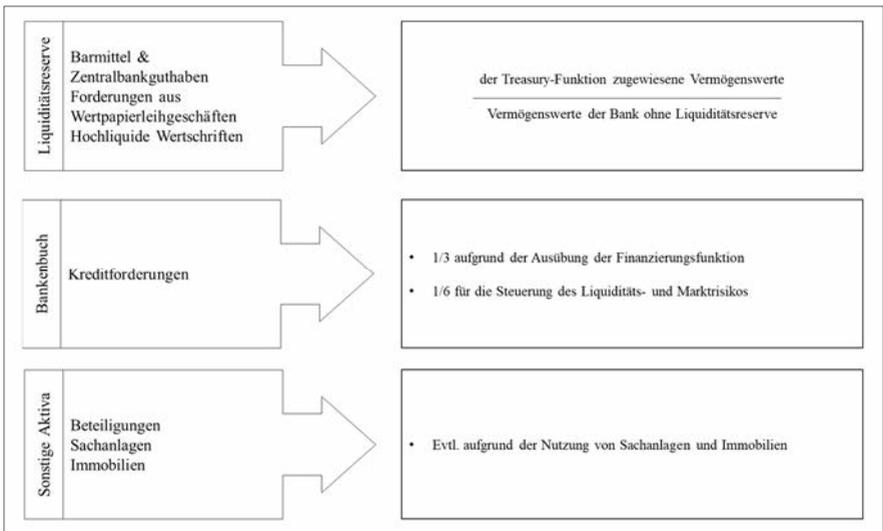 Liquiditätsreserve
Barmittel &
Zentralbankguthaben
Forderungen aus
Wertpapierleihgeschäften
Hochliquide Wertschriften
der Treasury-Funktion zugewiesene Vermögenswerte
Vermögenswerte der Bank ohne Liquiditätsreserve
Bankenbuch
Kreditforderungen
• 1/3 aufgrund der Ausübung der Finanzierungsfunktion
• 1/6 für die Steuerung des Liquiditäts- und Marktrisikos
Sonstige Aktiva
Beteiligungen
Sachanlagen
Immobilien
• Evtl. aufgrund der Nutzung von Sachanlagen und Immobilien